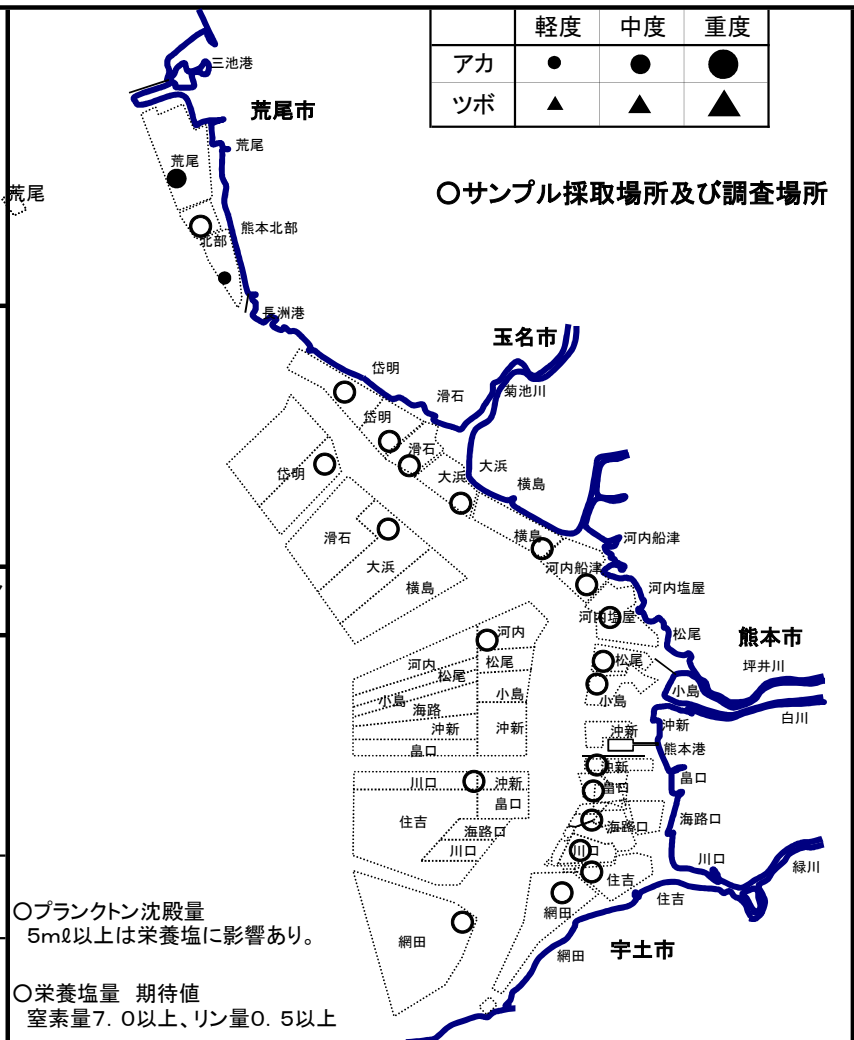 軽度 中度 重度
アカ
ツボ
○サンプル採取場所及び調査場所
三池港
荒尾市
荒尾
荒尾
荒尾
北部
熊本北部
長洲港
玉名市
岱明
滑石
菊池川
岱明
滑石
大浜
大浜
横島
岱明
滑石
大浜
横島
横島
河内船津
河内船津
河内塩屋
河内塩屋
松尾
熊本市
坪井川
小島
白川
河内
河内
松尾
松尾
小島
小島
海路
沖新
沖新
畠口
松尾
小島
沖新
沖新
熊本港
沖新
畠口
畠口
海路口
海路口
川口
川口
住吉
住吉
緑川
川口
沖新
畠口
住吉
海路口
川口
網田
網田
網田
宇土市
○プランクトン沈殿量
5mℓ以上は栄養塩に影響あり。
○栄養塩量 期待値
窒素量7.0以上、リン量0.5以上